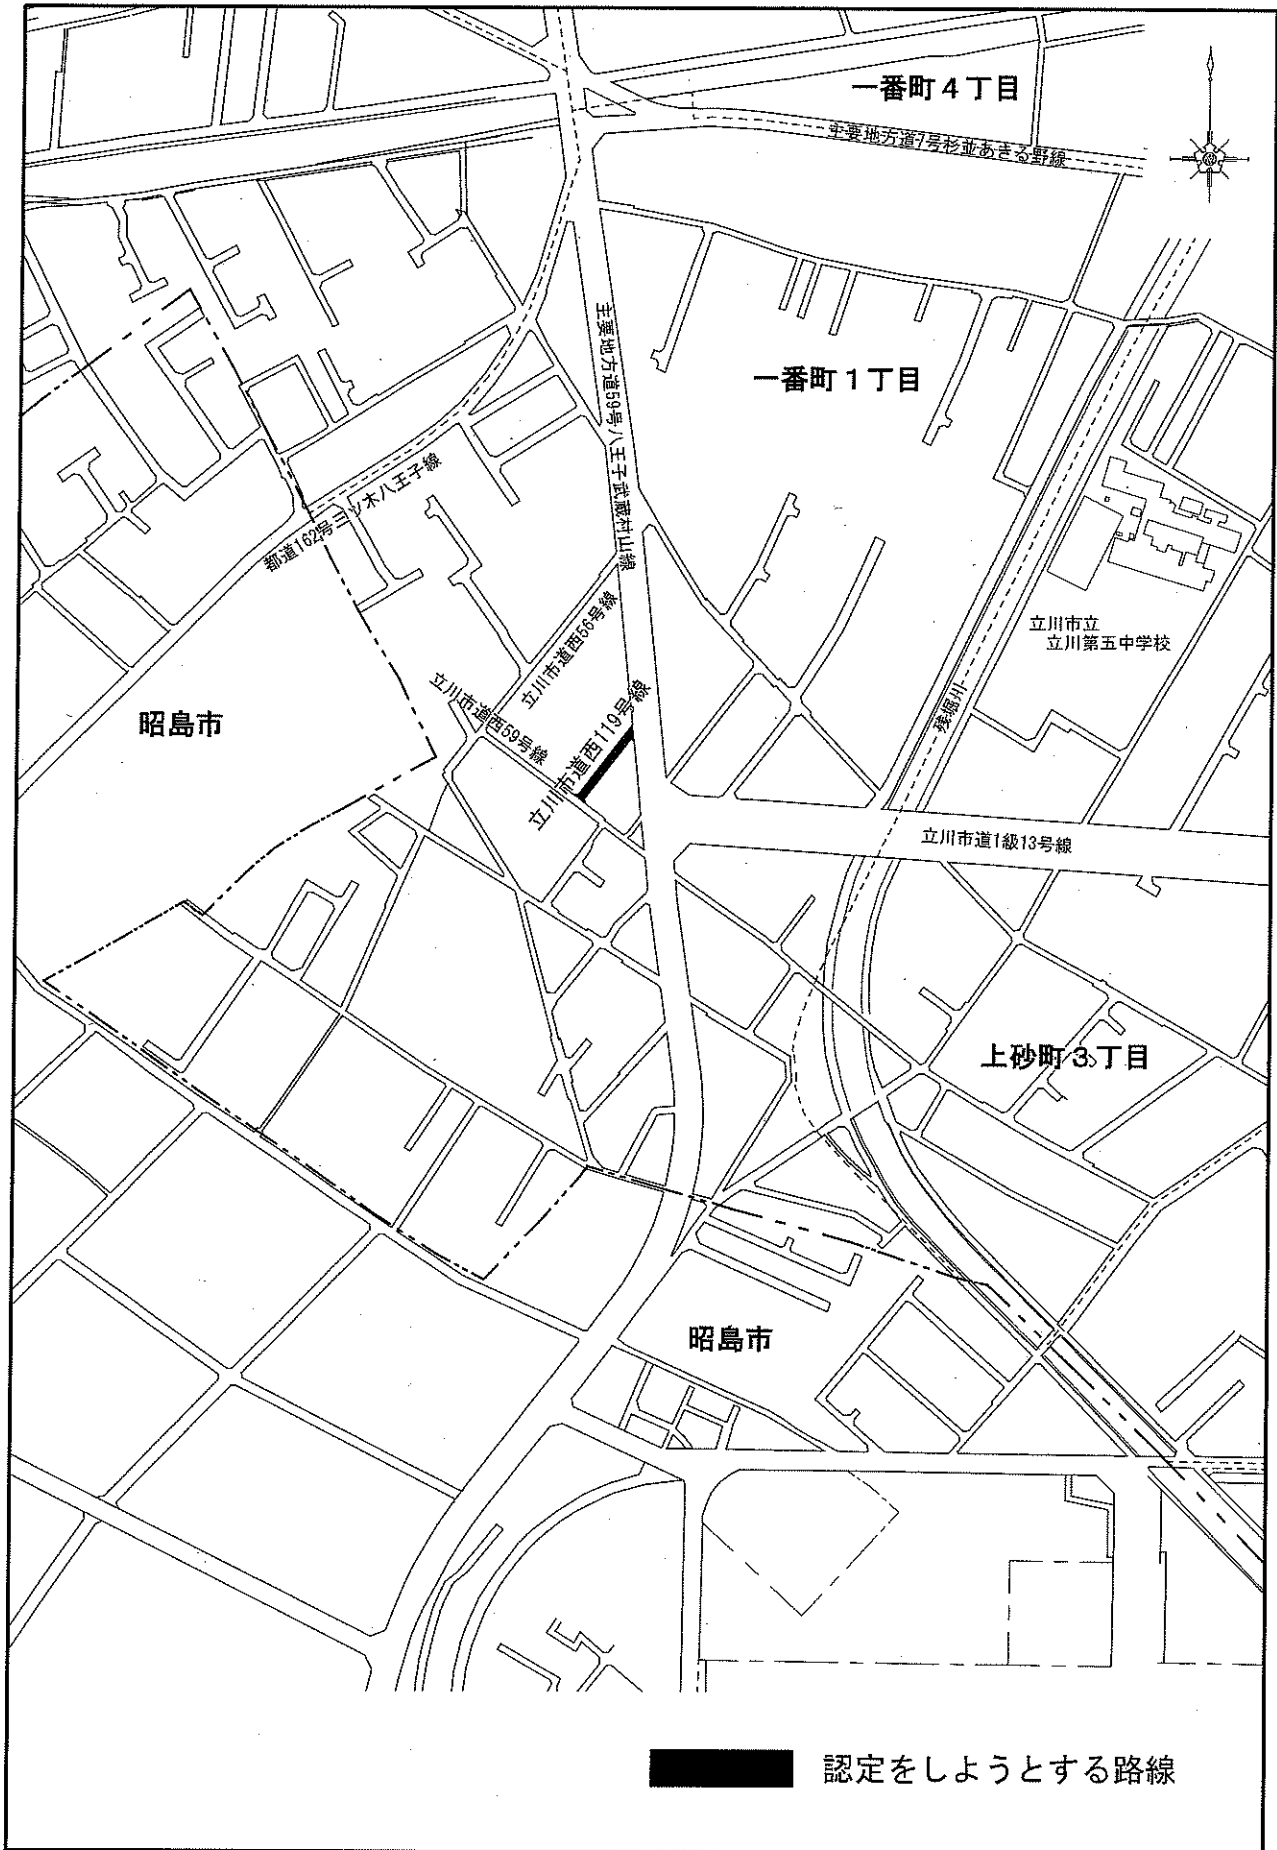 一番町4丁目
主要地方道7号杉並あきる野線
主要地方道59号八王子武蔵村山線
一番町1丁目
都道162号三ツ木八王子線
立川市立
立川第五中学校
立川市道西56号線
立川市道西59号線
立川市道西1119号線
残堀川
昭島市
立川市道1級13号線
上砂町3丁目
昭島市
認定をしようとする路線